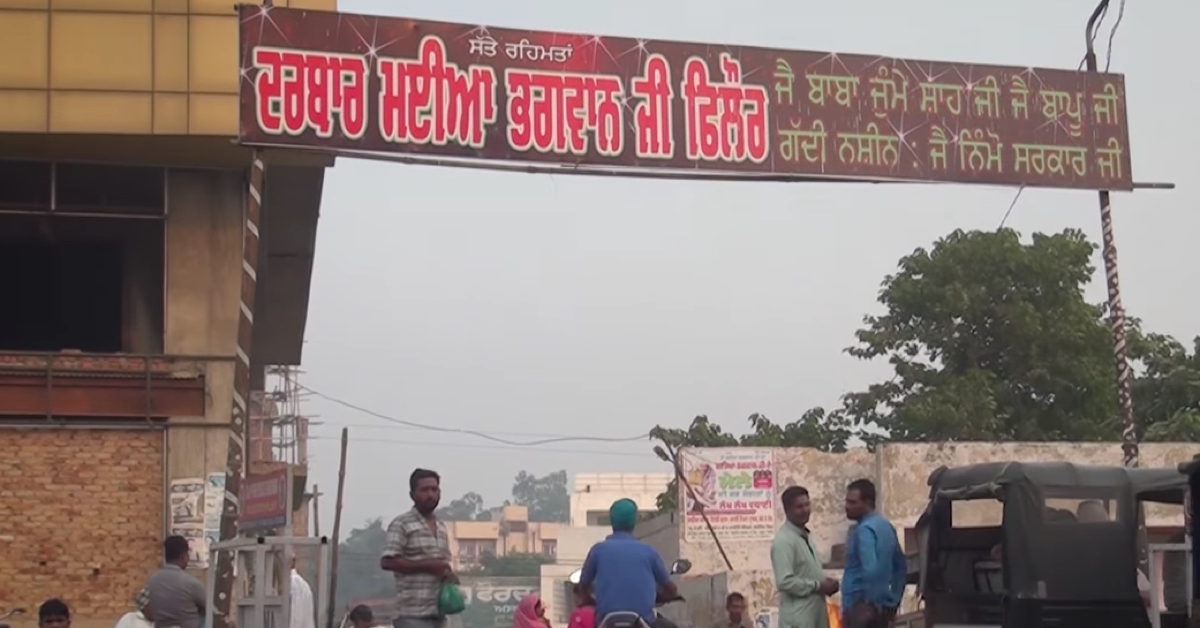 ਸੱਤੇ ਰਹਿਮਤਾਂ
ਦਰਬਾਰ ਮਈਆ ਭਗਵਾਨ ਜੀ ਫਿਲੌਰ
ਜੈ ਬਾਬਾ ਜੁੰਮੇ ਸ਼ਾਹ ਜੀ ਜੈ ਬਾਪੂ ਜੀ
ਗੱਦੀ ਨਸ਼ੀਨ : ਜੈ ਨਿੰਮੋ ਸਰਕਾਰ ਜੀ